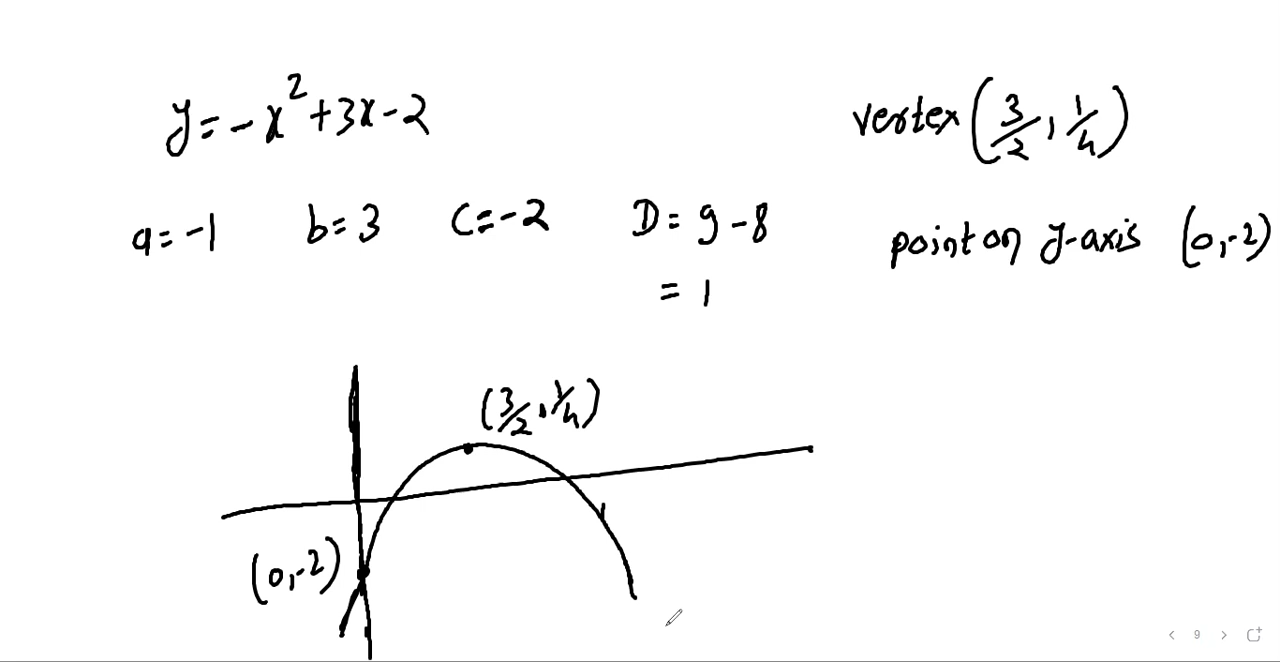 y=-x²+3x-2
vertex (3/2, 1/4)
a=-1 b=3 C=-2 D=9-8
=1
point on y-axis (0,-2)
(3/2, 1/4)
(0,-2)
9